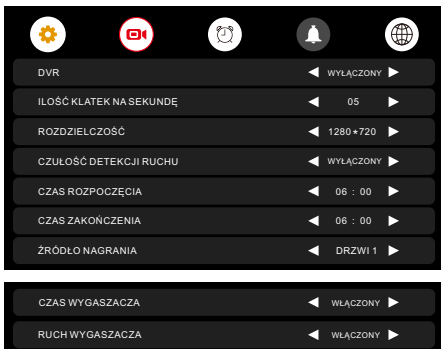 DVR WYŁĄCZONY
ILOŚĆ KLATEK NA SEKUNDĘ 05
ROZDZIELCZOŚĆ 1280*720
CZUŁOŚĆ DETEKCJI RUCHU WYŁĄCZONY
CZAS ROZPOCZĘCIA 06 : 00
CZAS ZAKOŃCZENIA 06 : 00
ŹRÓDŁO NAGRANIA DRZWI 1
CZAS WYGASZACZA WŁĄCZONY
RUCH WYGASZACZA WŁĄCZONY